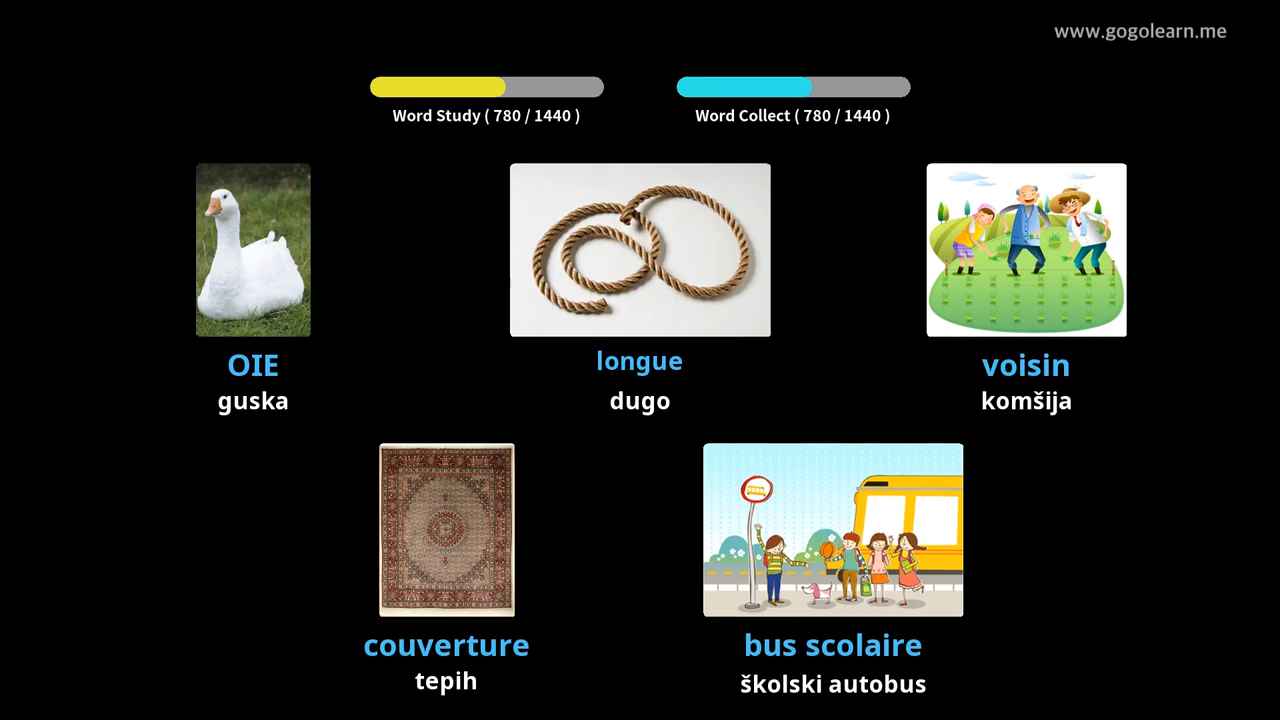 www.gogolearn.me
Word Study ( 780 / 1440 )
Word Collect ( 780 / 1440 )
OIE
guska
longue
dugo
voisin
komšija
couverture
tepih
bus scolaire
školski autobus